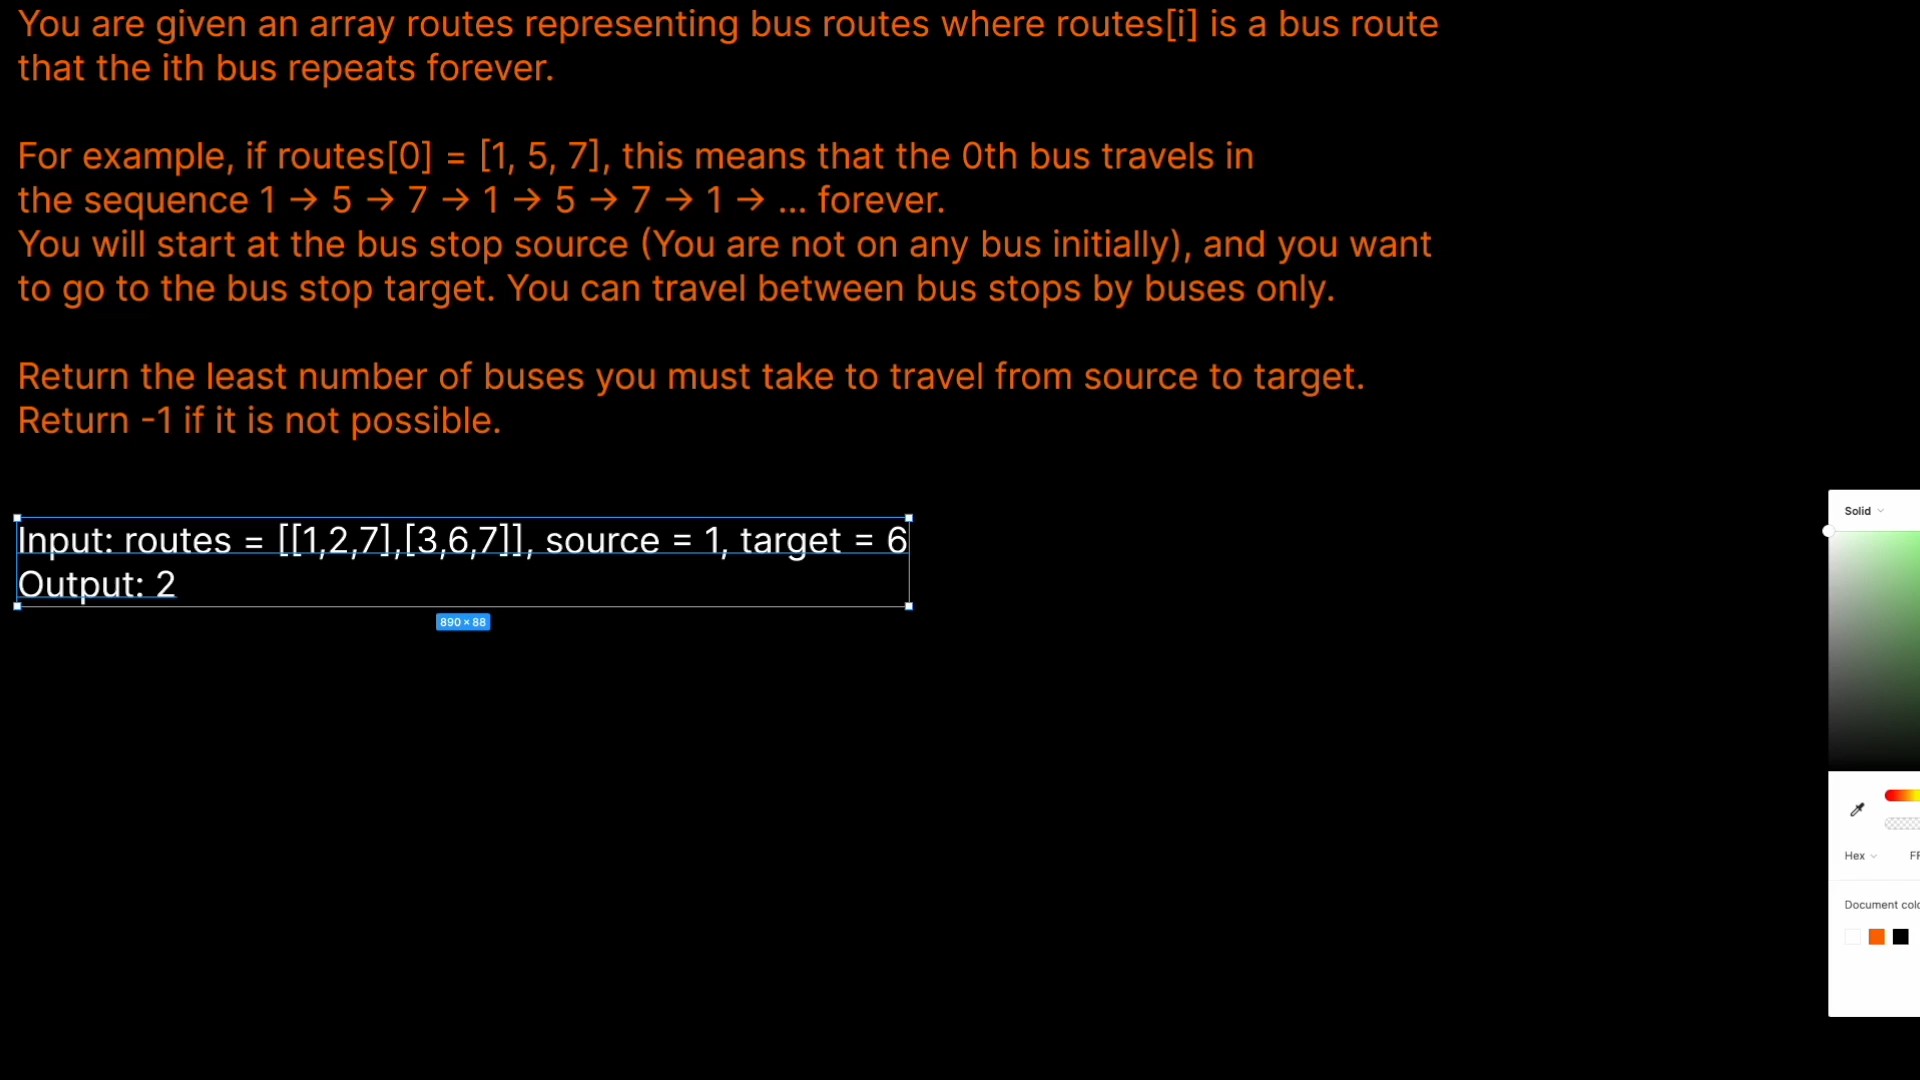 You are given an array routes representing bus routes where routes[i] is a bus route
that the ith bus repeats forever.
For example, if routes[0] = [1, 5, 7], this means that the 0th bus travels in
the sequence 1 → 5 → 7 → 1 → 5 → 7 → 1 → ... forever.
You will start at the bus stop source (You are not on any bus initially), and you want
to go to the bus stop target. You can travel between bus stops by buses only.
Return the least number of buses you must take to travel from source to target.
Return -1 if it is not possible.
Input: routes = [[1,2,7],[3,6,7]], source = 1, target = 6
Output: 2
890 × 88
Solid
Hex
Document